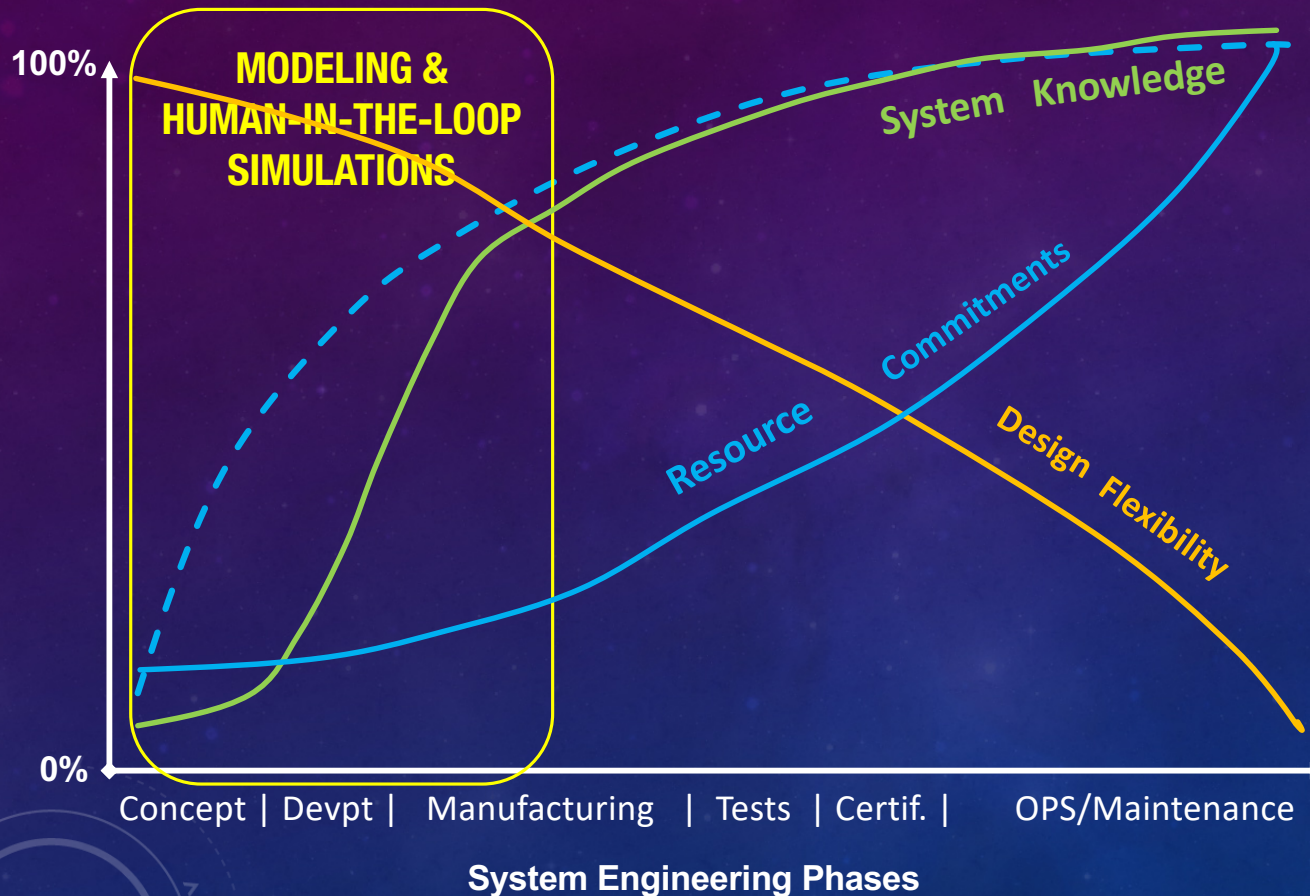 100%
MODELING &
HUMAN-IN-THE-LOOP
SIMULATIONS
System Knowledge
Resource Commitments
Design Flexibility
0%
Concept | Devpt | Manufacturing | Tests | Certif. | OPS/Maintenance
System Engineering Phases